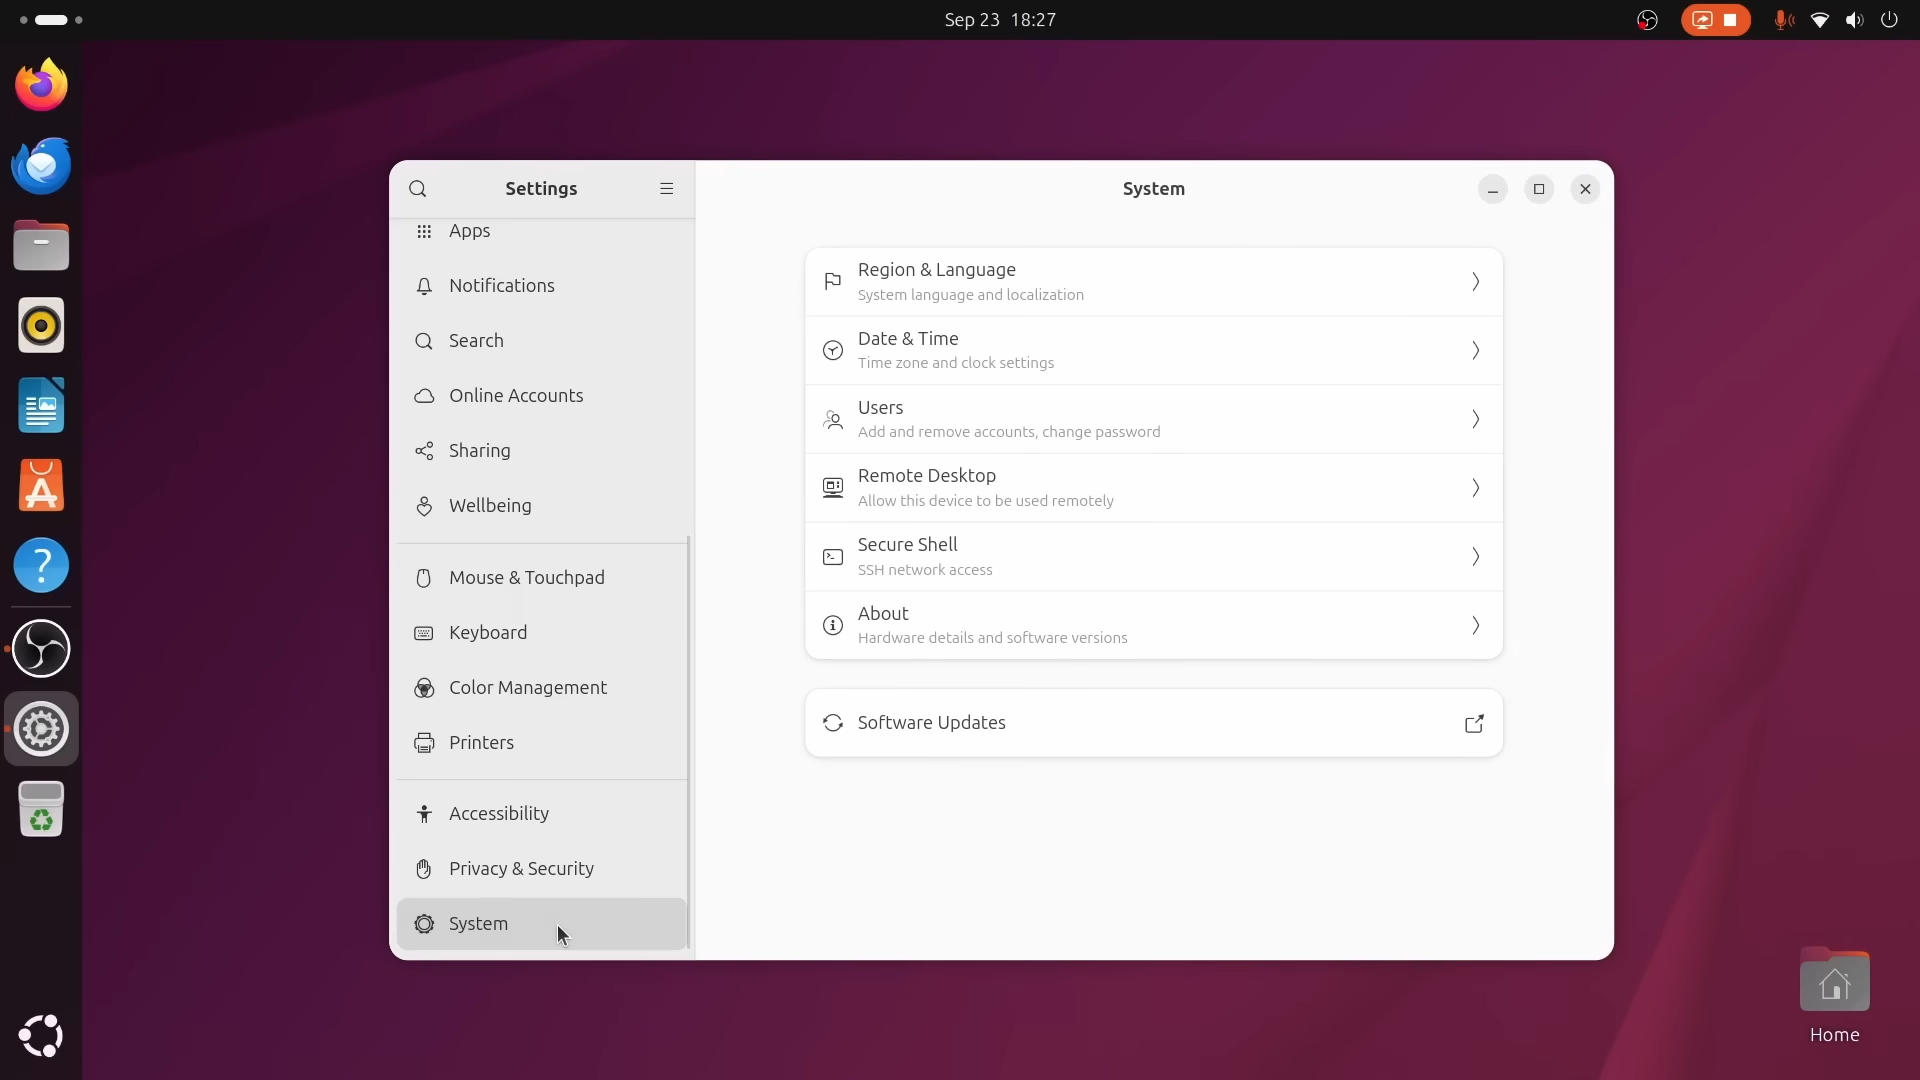 Sep 23 18:27
Settings
System
Apps
Notifications
Search
Online Accounts
Sharing
Wellbeing
Mouse & Touchpad
Keyboard
Color Management
Printers
Accessibility
Privacy & Security
System
Region & Language
System language and localization
Date & Time
Time zone and clock settings
Users
Add and remove accounts, change password
Remote Desktop
Allow this device to be used remotely
Secure Shell
SSH network access
About
Hardware details and software versions
Software Updates
Home